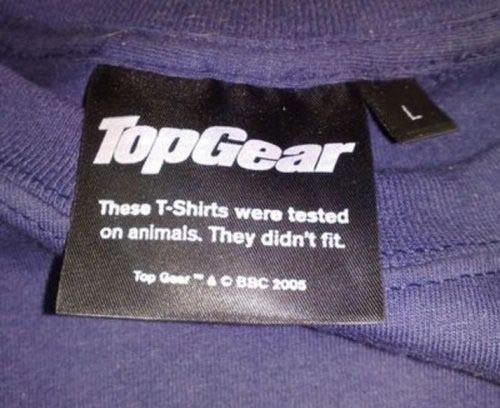 TopGear
These T-Shirts were tested
on animals. They didn't fit.
Top Gear ™ & © BBC 2005
L